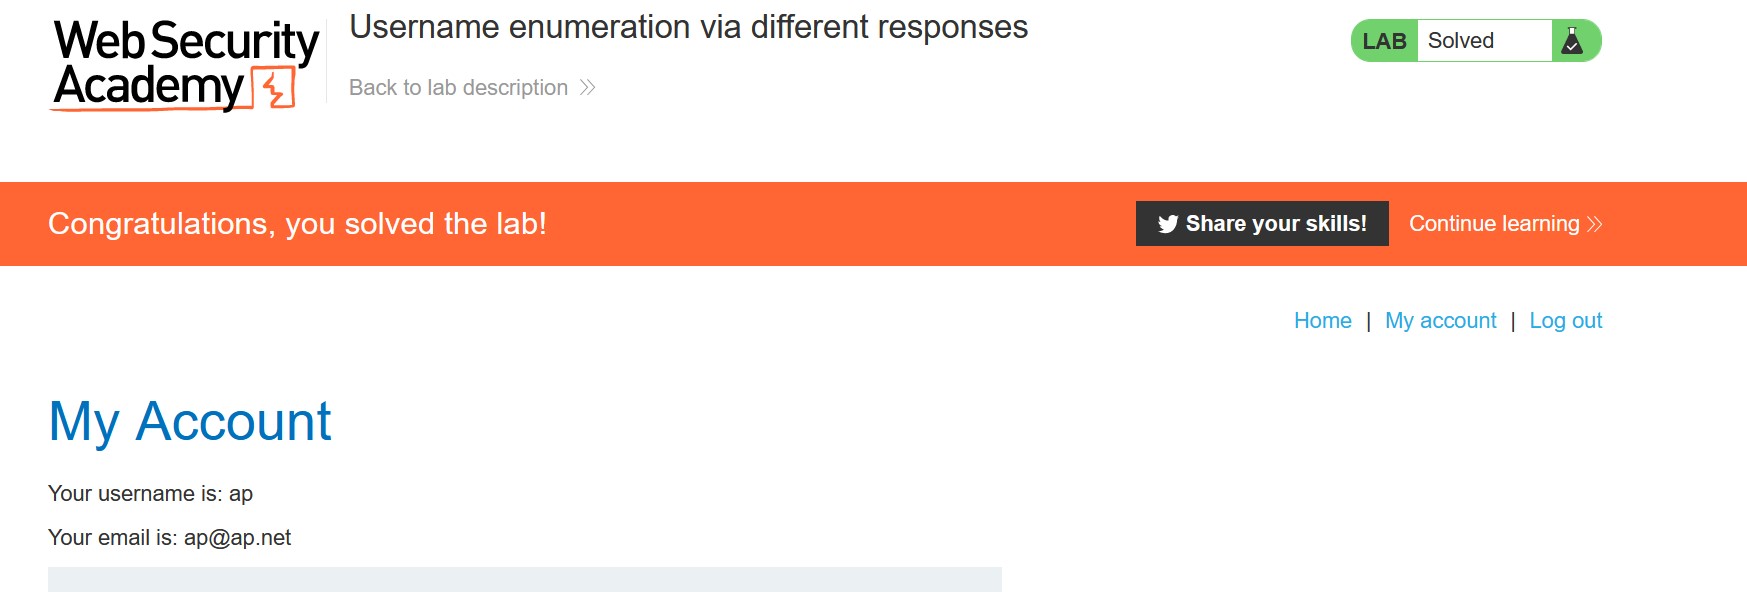 Web Security
Academy
Username enumeration via different responses
Back to lab description
LAB Solved
Congratulations, you solved the lab!
Share your skills! Continue learning
Home | My account | Log out
My Account
Your username is: ap
Your email is: ap@ap.net